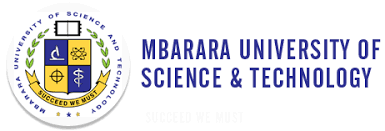 MBARARA UNIVERSITY OF SCIENCE AND TECHNOLOGY
SUCCEED WE MUST
MBARARA UNIVERSITY OF
SCIENCE & TECHNOLOGY
SUCCEED WE MUST